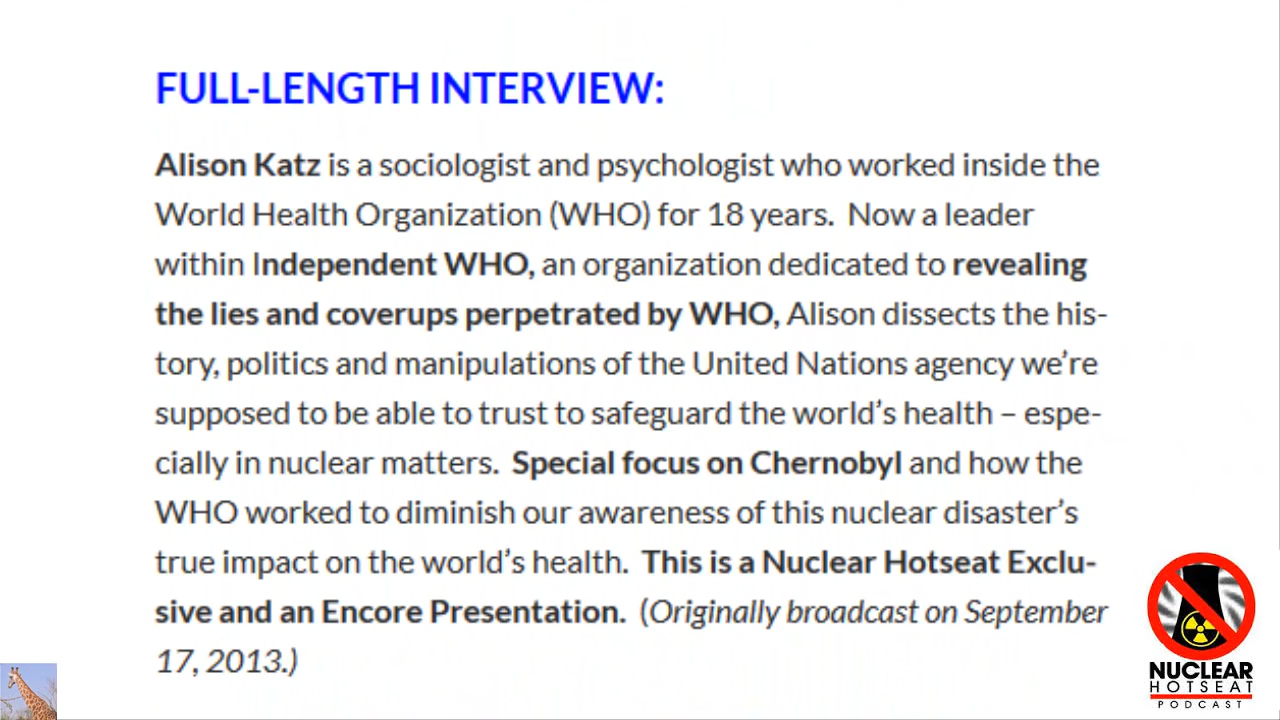 FULL-LENGTH INTERVIEW:
Alison Katz is a sociologist and psychologist who worked inside the
World Health Organization (WHO) for 18 years.  Now a leader
within Independent WHO, an organization dedicated to revealing
the lies and coverups perpetrated by WHO, Alison dissects the his-
tory, politics and manipulations of the United Nations agency we’re
supposed to be able to trust to safeguard the world’s health – espe-
cially in nuclear matters.  Special focus on Chernobyl and how the
WHO worked to diminish our awareness of this nuclear disaster’s
true impact on the world’s health.  This is a Nuclear Hotseat Exclu-
sive and an Encore Presentation.  (Originally broadcast on September
17, 2013.)
NUCLEAR
HOTSEAT
PODCAST